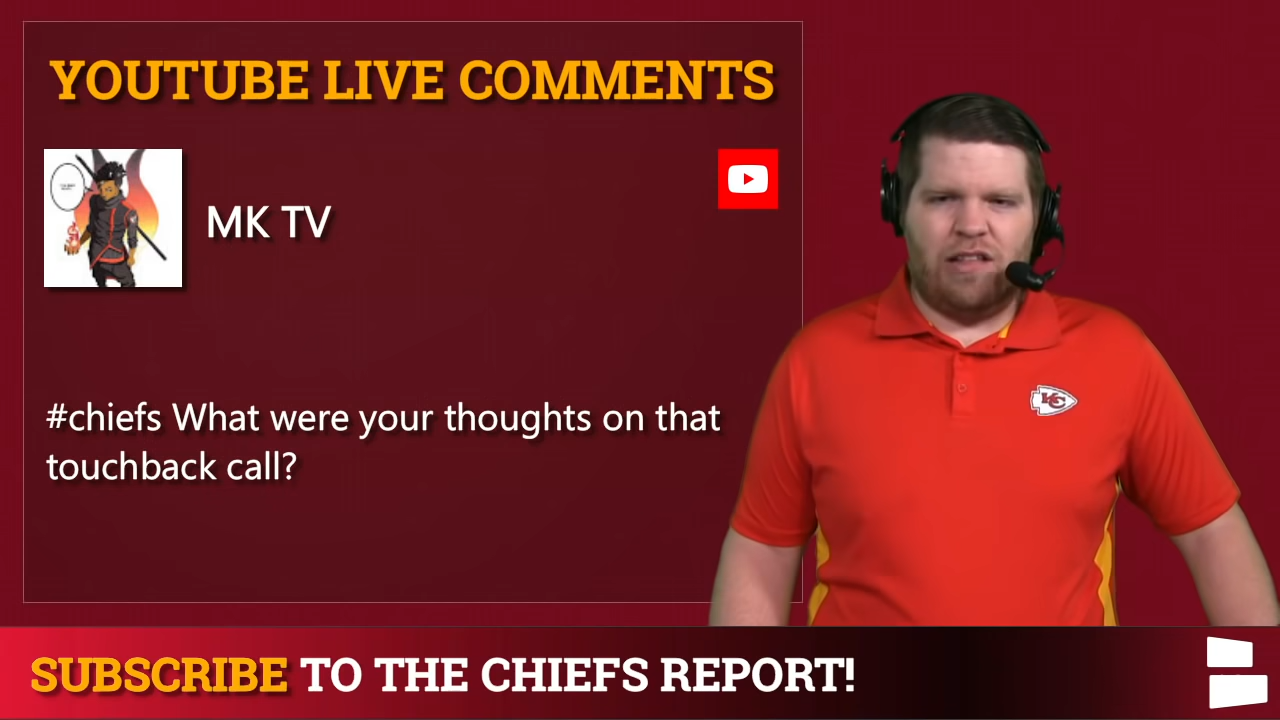 YOUTUBE LIVE COMMENTS
MK TV
#chiefs What were your thoughts on that
touchback call?
KC
SUBSCRIBE TO THE CHIEFS REPORT!